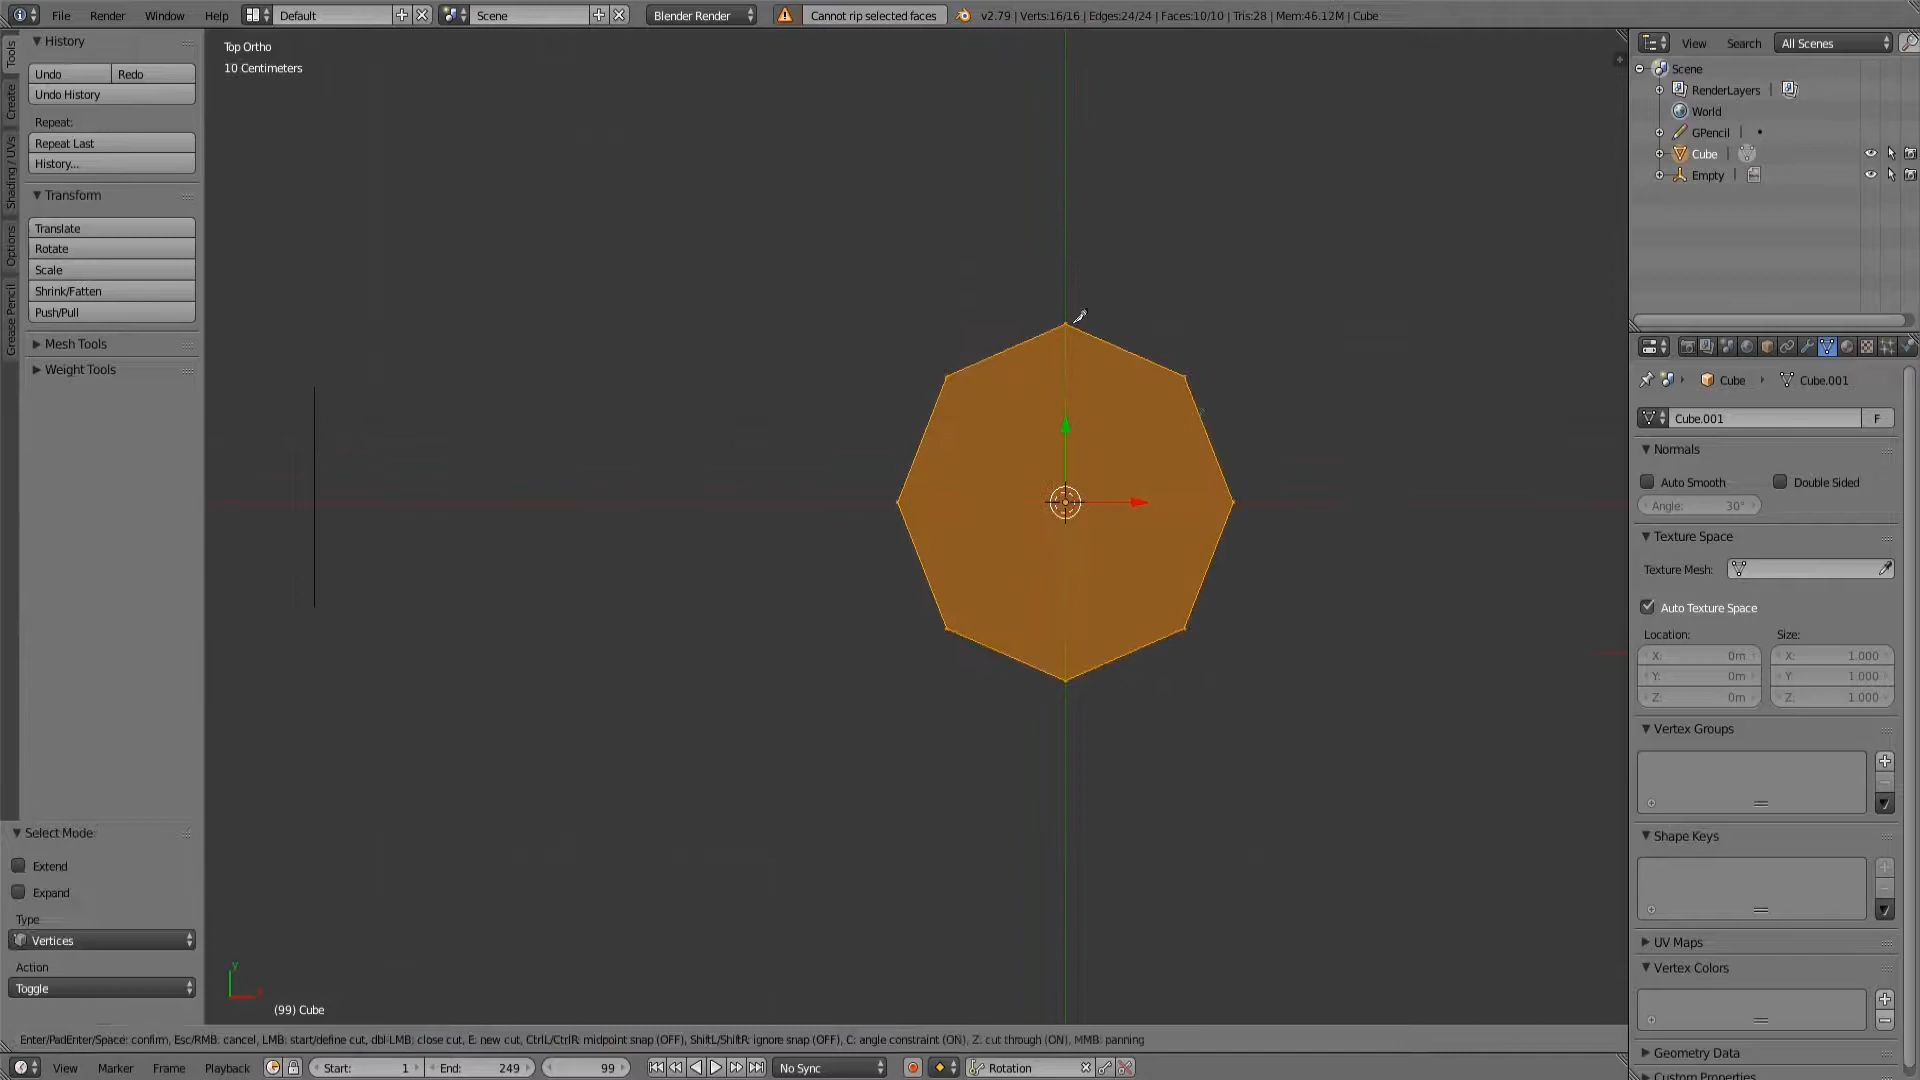 File Render Window Help Default Scene Blender Render Cannot rip selected faces v2.79 | Verts:16/16 | Edges:24/24 | Faces:10/10 | Tris:28 | Mem:46.12M | Cube
Tools
Create
Shading / UVs
Options
Grease Pencil
History
Undo Redo
Undo History
Repeat:
Repeat Last
History...
Transform
Translate
Rotate
Scale
Shrink/Fatten
Push/Pull
Mesh Tools
Weight Tools
Select Mode
Extend
Expand
Type
Vertices
Action
Toggle
Top Ortho
10 Centimeters
Y
(99) Cube
View Search All Scenes
Scene
RenderLayers |
World
GPencil |
Cube |
Empty |
Cube Cube.001
Cube.001 F
Normals
Auto Smooth Double Sided
Angle: 30°
Texture Space
Texture Mesh:
Auto Texture Space
Location: Size:
X: 0m X: 1.000
Y: 0m Y: 1.000
Z: 0m Z: 1.000
Vertex Groups
Shape Keys
UV Maps
Vertex Colors
Geometry Data
Custom Properties
Enter/PadEnter/Space: confirm, Esc/RMB: cancel, LMB: start/define cut, dbl-LMB: close cut, E: new cut, CtrlL/CtrlR: midpoint snap (OFF), ShiftL/ShiftR: ignore snap (OFF), C: angle constraint (ON), Z: cut through (ON), MMB: panning
View Marker Frame Playback Start: 1 End: 249 99 No Sync Rotation